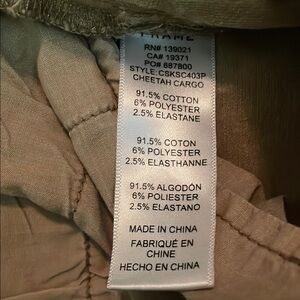 FRAME
RN# 139021
CA# 19371
PO# 687800
STYLE:CSKSC403P
CHEETAH CARGO
91.5% COTTON
6% POLYESTER
2.5% ELASTANE
91.5% COTON
6% POLYESTER
2.5% ELASTHANNE
91.5% ALGODÓN
6% POLIESTER
2.5% ELASTANO
MADE IN CHINA
FABRIQUÉ EN
CHINE
HECHO EN CHINA